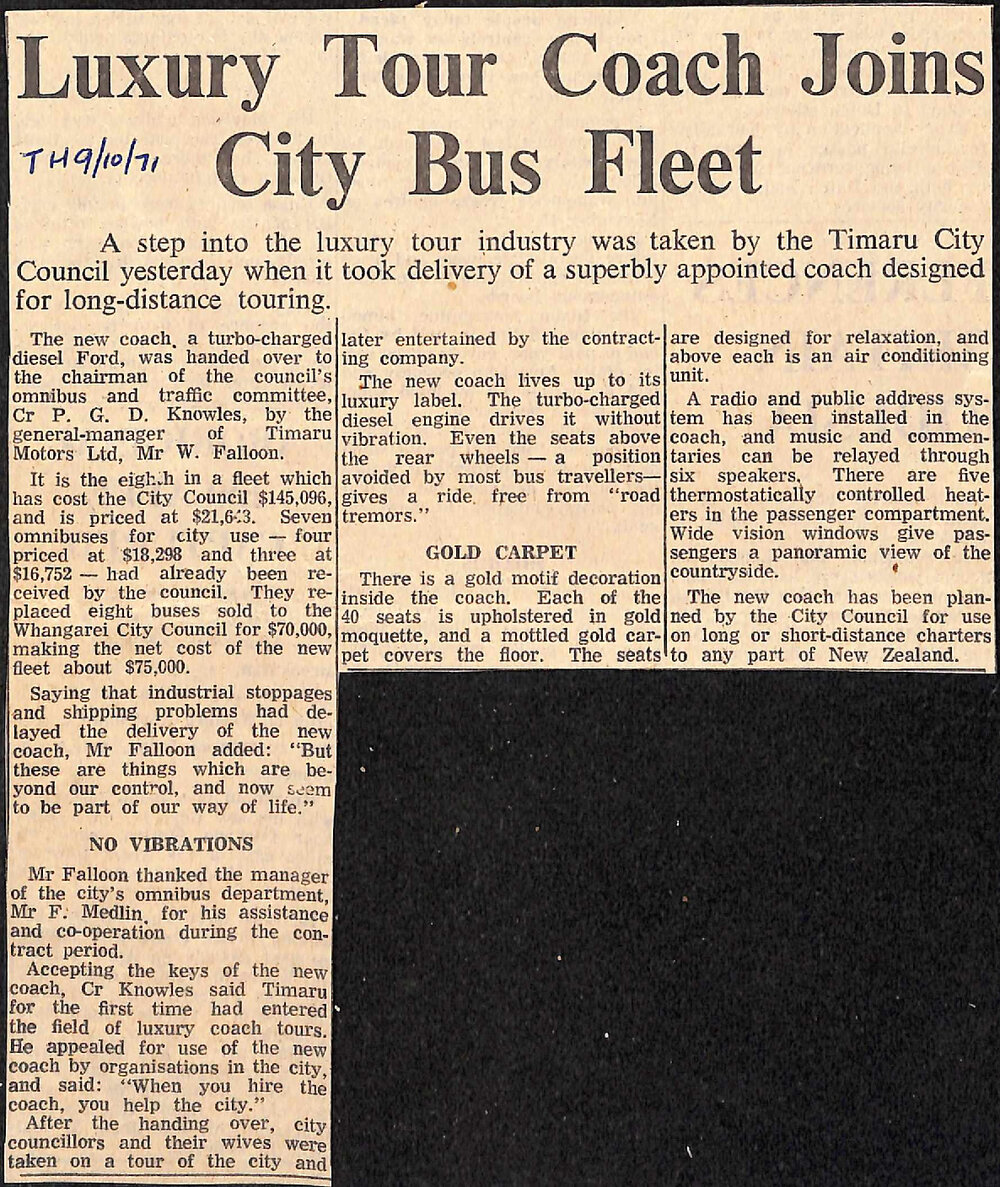 Luxury Tour Coach Joins
City Bus Fleet
TH 9/10/71
A step into the luxury tour industry was taken by the Timaru City
Council yesterday when it took delivery of a superbly appointed coach designed
for long-distance touring.
The new coach, a turbo-charged
diesel Ford, was handed over to
the chairman of the council's
omnibus and traffic committee,
Cr P. G. D. Knowles, by the
general-manager of Timaru
Motors Ltd, Mr W. Falloon.
It is the eighth in a fleet which
has cost the City Council $145,096,
and is priced at Seven
omnibuses for city use — four
priced at $18,298 and three at
$16,752 — had already been re-
ceived by the council. They re-
placed eight buses sold to the
Whangarei City Council for $70,000,
making the net cost of the new
fleet about $75,000.
Saying that industrial stoppages
and shipping problems had de-
layed the delivery of the new
coach, Mr Falloon added: "But
these are things which are be-
yond our control, and now seem
to be part of our way of life."
NO VIBRATIONS
Mr Falloon thanked the manager
of the city's omnibus department,
Mr F. Medlin, for his assistance
and co-operation during the con-
tract period.
Accepting the keys of the new
coach, Cr Knowles said Timaru
for the first time had entered
the field of luxury coach tours.
He appealed for use of the new
coach by organisations in the city,
and said: "When you hire the
coach, you help the city."
After the handing over, city
councillors and their wives were
taken on a tour of the city and
later entertained by the contract-
ing company.
The new coach lives up to its
luxury label. The turbo-charged
diesel engine drives it without
vibration. Even the seats above
the rear wheels — a position
avoided by most bus travellers—
gives a ride free from "road
tremors."
GOLD CARPET
There is a gold motif decoration
inside the coach. Each of the
40 seats is upholstered in gold
moquette, and a mottled gold car-
pet covers the floor. The seats
are designed for relaxation, and
above each is an air conditioning
unit.
A radio and public address sys-
tem has been installed in the
coach, and music and commen-
taries can be relayed through
six speakers. There are five
thermostatically controlled heat-
ers in the passenger compartment.
Wide vision windows give pas-
sengers a panoramic view of the
countryside.
The new coach has been plan-
ned by the City Council for use
on long or short-distance charters
to any part of New Zealand.